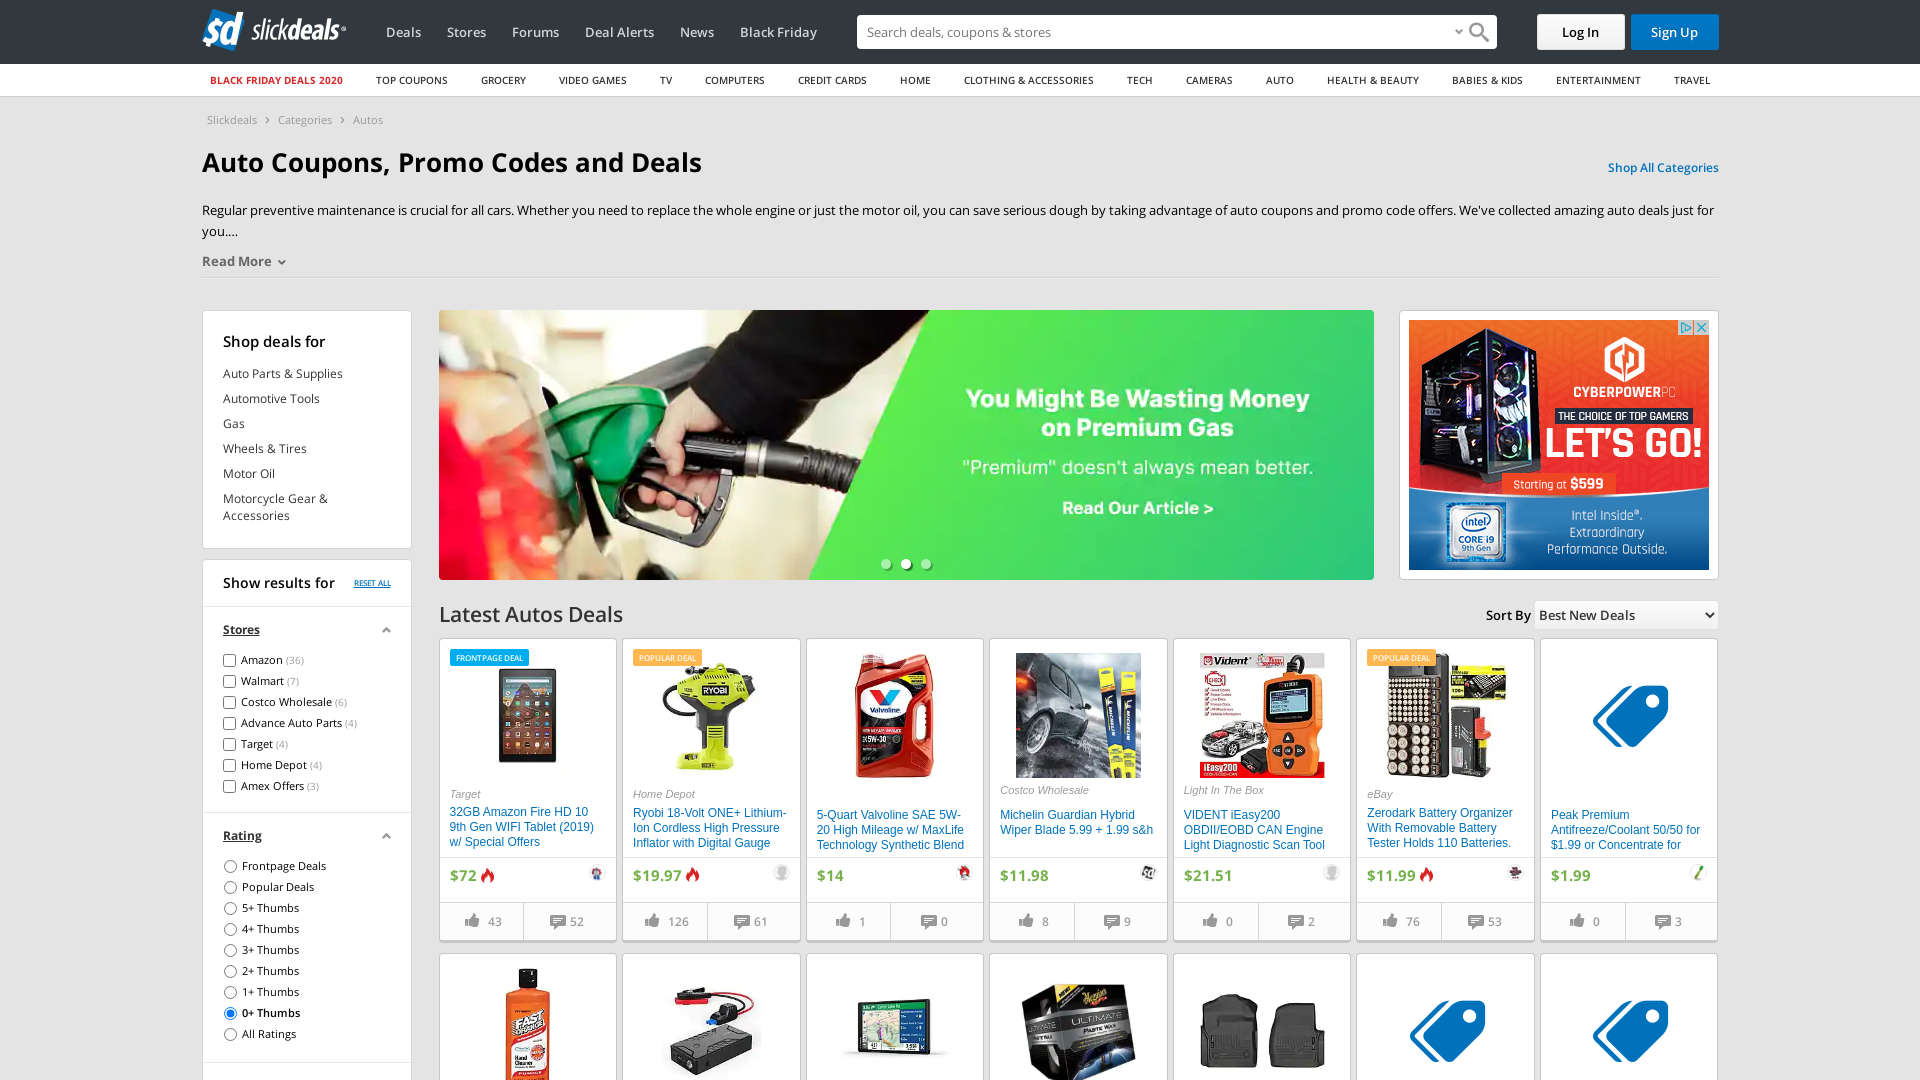 slickdeals
Deals
Stores
Forums
Deal Alerts
News
Black Friday
Search deals, coupons & stores
Log In
Sign Up
BLACK FRIDAY DEALS 2020
TOP COUPONS
GROCERY
VIDEO GAMES
TV
COMPUTERS
CREDIT CARDS
HOME
CLOTHING & ACCESSORIES
TECH
CAMERAS
AUTO
HEALTH & BEAUTY
BABIES & KIDS
ENTERTAINMENT
TRAVEL
Slickdeals > Categories > Autos
Auto Coupons, Promo Codes and Deals
Shop All Categories
Regular preventive maintenance is crucial for all cars. Whether you need to replace the whole engine or just the motor oil, you can save serious dough by taking advantage of auto coupons and promo code offers. We've collected amazing auto deals just for
you....
Read More
Shop deals for
Auto Parts & Supplies
Automotive Tools
Gas
Wheels & Tires
Motor Oil
Motorcycle Gear &
Accessories
You Might Be Wasting Money
on Premium Gas
"Premium" doesn't always mean better.
Read Our Article >
CYBERPOWERPC
THE CHOICE OF TOP GAMERS
LET'S GO!
Starting at $599
intel
CORE i9
9th Gen
Intel Inside®.
Extraordinary
Performance Outside.
Show results for
RESET ALL
Stores
Amazon (36)
Walmart (7)
Costco Wholesale (6)
Advance Auto Parts (4)
Target (4)
Home Depot (4)
Amex Offers (3)
Rating
Frontpage Deals
Popular Deals
5+ Thumbs
4+ Thumbs
3+ Thumbs
2+ Thumbs
1+ Thumbs
0+ Thumbs
All Ratings
Latest Autos Deals
Sort By
Best New Deals
FRONTPAGE DEAL
Target
32GB Amazon Fire HD 10
9th Gen WIFI Tablet (2019)
w/ Special Offers
$72
43
52
POPULAR DEAL
RYOBI
Home Depot
Ryobi 18-Volt ONE+ Lithium-
Ion Cordless High Pressure
Inflator with Digital Gauge
$19.97
126
61
Valvoline
5W-30
5-Quart Valvoline SAE 5W-
20 High Mileage w/ MaxLife
Technology Synthetic Blend
$14
1
0
MICHELIN
Costco Wholesale
Michelin Guardian Hybrid
Wiper Blade 5.99 + 1.99 s&h
$11.98
8
9
Vident
iEasy200
Light In The Box
VIDENT iEasy200
OBDII/EOBD CAN Engine
Light Diagnostic Scan Tool
$21.51
0
2
POPULAR DEAL
eBay
Zerodark Battery Organizer
With Removable Battery
Tester Holds 110 Batteries.
$11.99
76
53
Peak Premium
Antifreeze/Coolant 50/50 for
$1.99 or Concentrate for
$1.99
0
3
FAST
ORANGE
Hand
Cleaner
Meguiar's
ULTIMATE
PASTE WAX